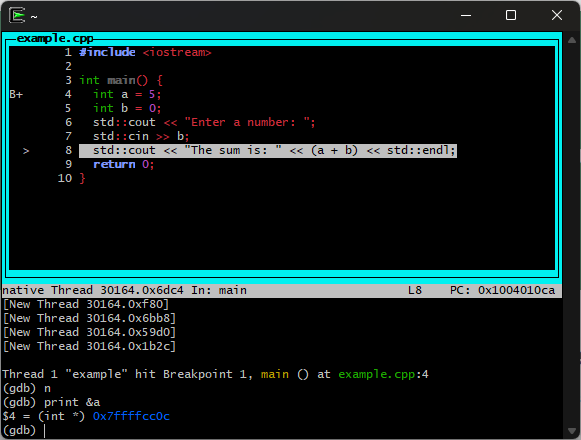 ~
example.cpp
1 #include <iostream>
2
3 int main() {
B+ 4 int a = 5;
5 int b = 0;
6 std::cout << "Enter a number: ";
7 std::cin >> b;
> 8 std::cout << "The sum is: " << (a + b) << std::endl;
9 return 0;
10 }
native Thread 30164.0x6dc4 In: main L8 PC: 0x1004010ca
[New Thread 30164.0xf80]
[New Thread 30164.0x6bb8]
[New Thread 30164.0x59d0]
[New Thread 30164.0x1b2c]
Thread 1 "example" hit Breakpoint 1, main () at example.cpp:4
(gdb) n
(gdb) print &a
$4 = (int *) 0x7ffffcc0c
(gdb)